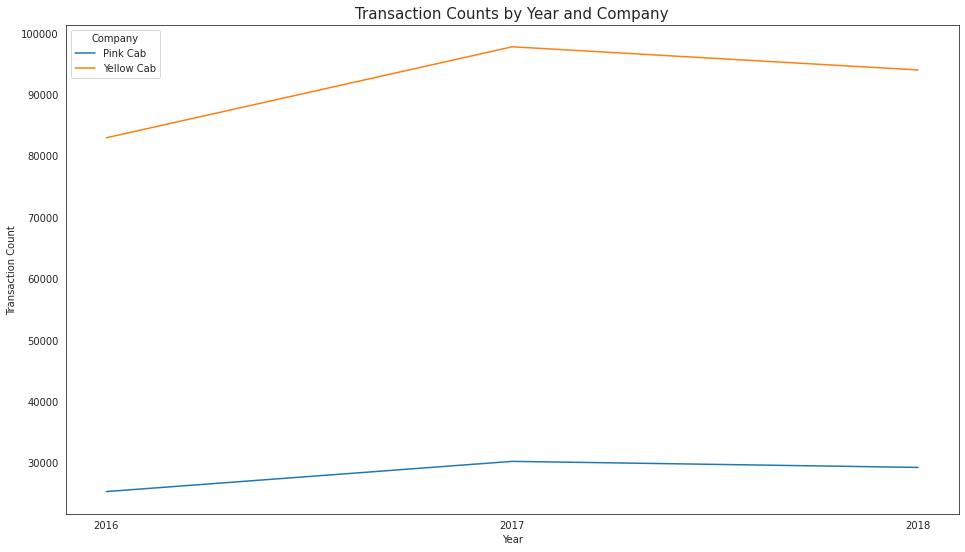 Transaction Counts by Year and Company
Company
Pink Cab
Yellow Cab
100000
90000
80000
70000
60000
50000
40000
30000
Transaction Count
2016
2017
2018
Year